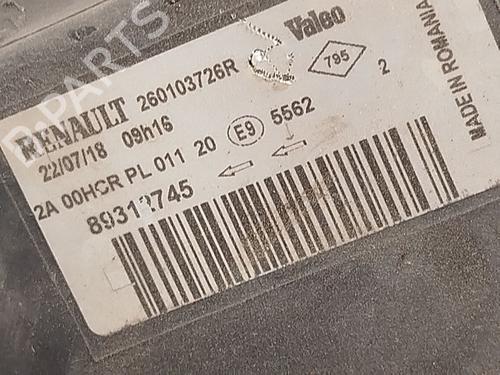 RENAULT 260103726R Valeo
22/07/18 09h16 795 2
2A 00HCR PL 011 20 E9 5562
MADE IN ROMANIA
B-PARTS